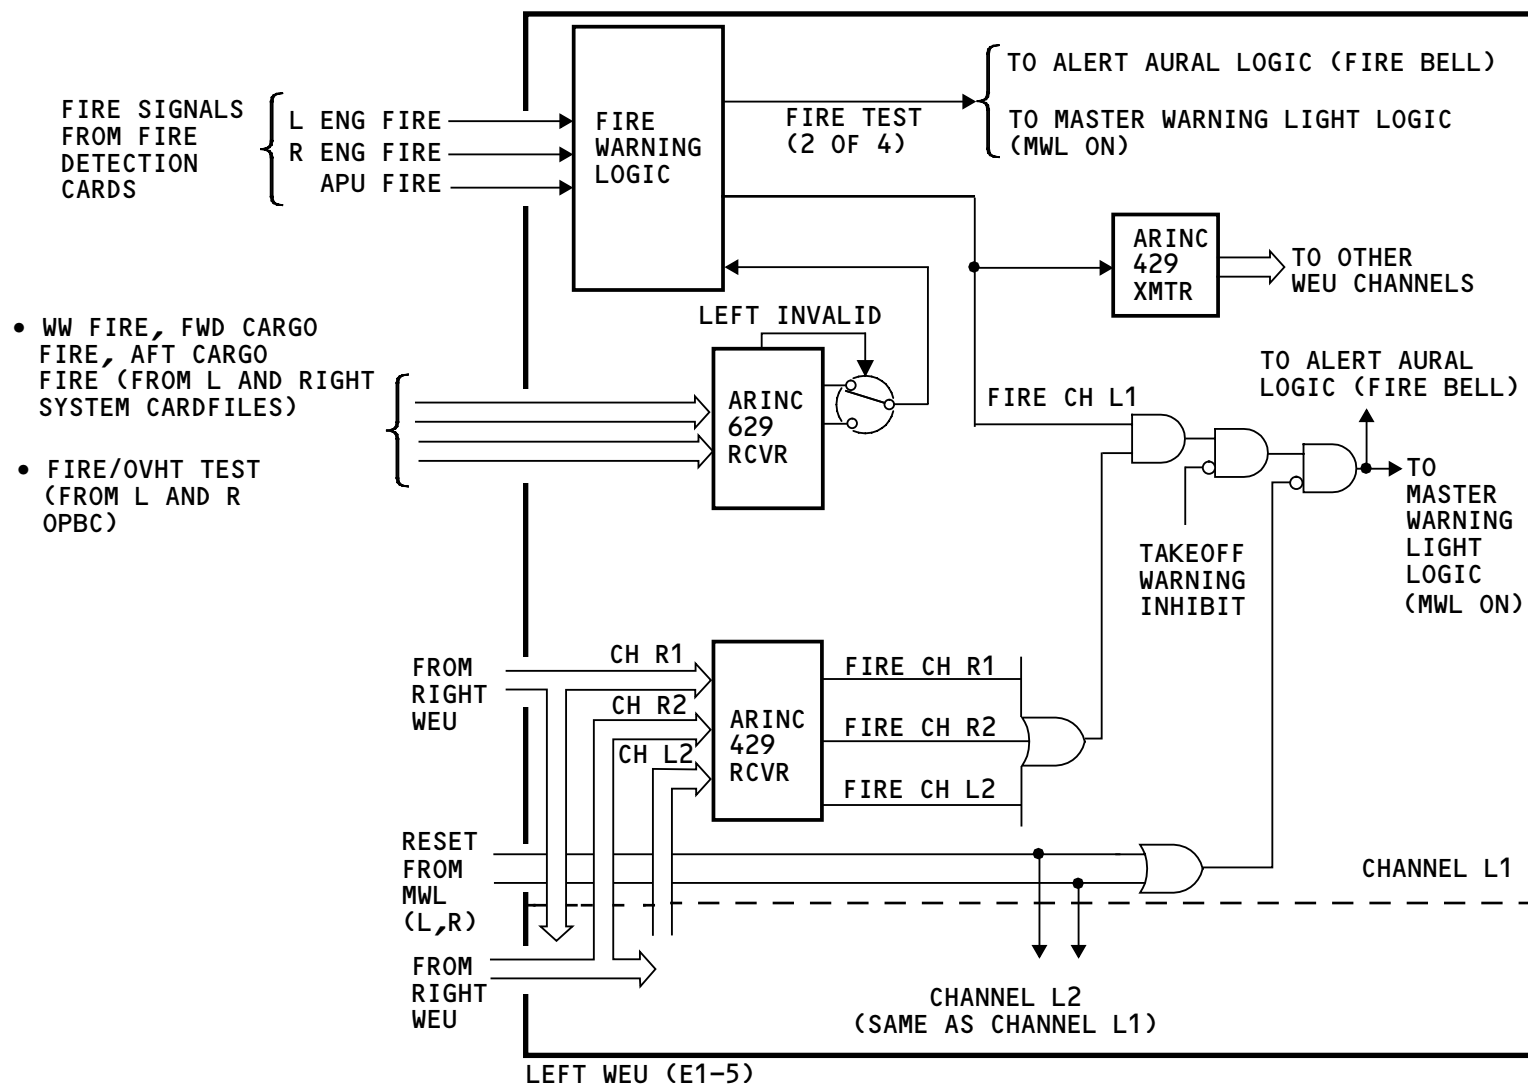 FIRE SIGNALS
FROM FIRE
DETECTION
CARDS
L ENG FIRE
R ENG FIRE
APU FIRE
FIRE
WARNING
LOGIC
FIRE TEST
(2 OF 4)
TO ALERT AURAL LOGIC (FIRE BELL)
TO MASTER WARNING LIGHT LOGIC
(MWL ON)
ARINC
429
XMTR
TO OTHER
WEU CHANNELS
• WW FIRE, FWD CARGO
FIRE, AFT CARGO
FIRE (FROM L AND RIGHT
SYSTEM CARDFILES)
• FIRE/OVHT TEST
(FROM L AND R
OPBC)
LEFT INVALID
ARINC
629
RCVR
FIRE CH L1
TO ALERT AURAL
LOGIC (FIRE BELL)
TO
MASTER
WARNING
LIGHT
LOGIC
(MWL ON)
TAKEOFF
WARNING
INHIBIT
FROM
RIGHT
WEU
CH R1
CH R2
CH L2
ARINC
429
RCVR
FIRE CH R1
FIRE CH R2
FIRE CH L2
RESET
FROM
MWL
(L,R)
CHANNEL L1
FROM
RIGHT
WEU
CHANNEL L2
(SAME AS CHANNEL L1)
LEFT WEU (E1-5)